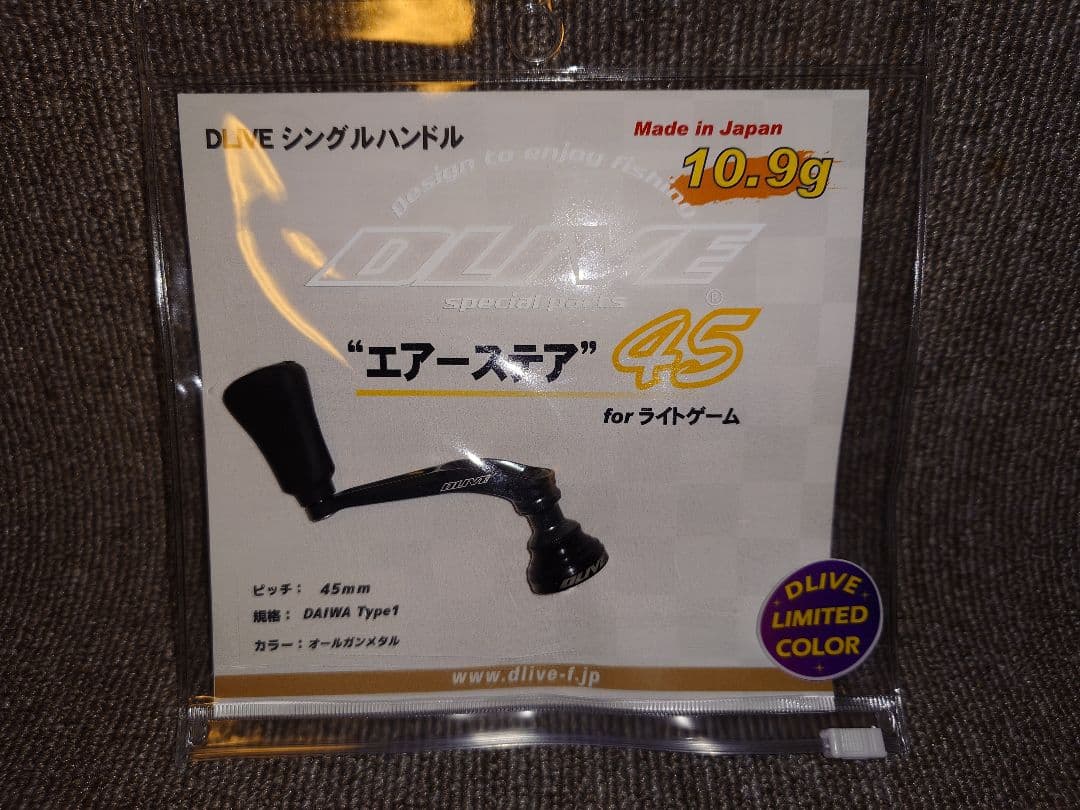 DLIVE シングルハンドル
Made in Japan
10.9g
Design to enjoy fishing
DLIVE
special parts
®
“エアーステア” 45
for ライトゲーム
DLIVE
DLIVE
ピッチ： 45mm
規格： DAIWA Type1
カラー：オールガンメタル
DLIVE
LIMITED
COLOR
www.dlive-f.jp